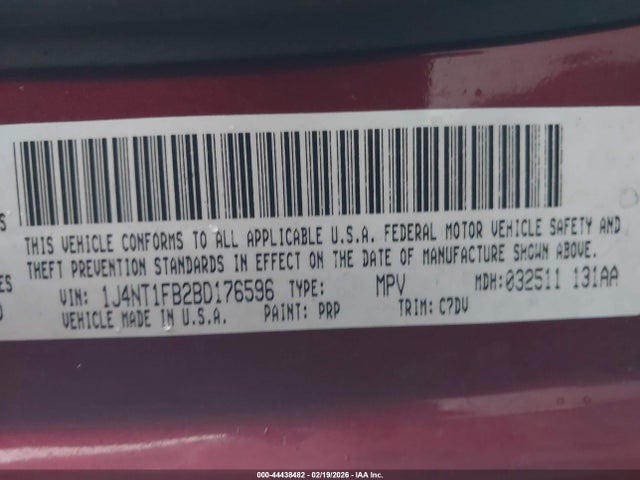 S
THIS VEHICLE CONFORMS TO ALL APPLICABLE U.S.A. FEDERAL MOTOR VEHICLE SAFETY AND
THEFT PREVENTION STANDARDS IN EFFECT ON THE DATE OF MANUFACTURE SHOWN ABOVE.
ES
VIN: 1J4NT1FB2BD176596 TYPE: MPV MDH:032511 131AA
VEHICLE MADE IN U.S.A. PAINT: PRP TRIM: C7DV
000-44438482 - 02/19/2026 - IAA Inc.